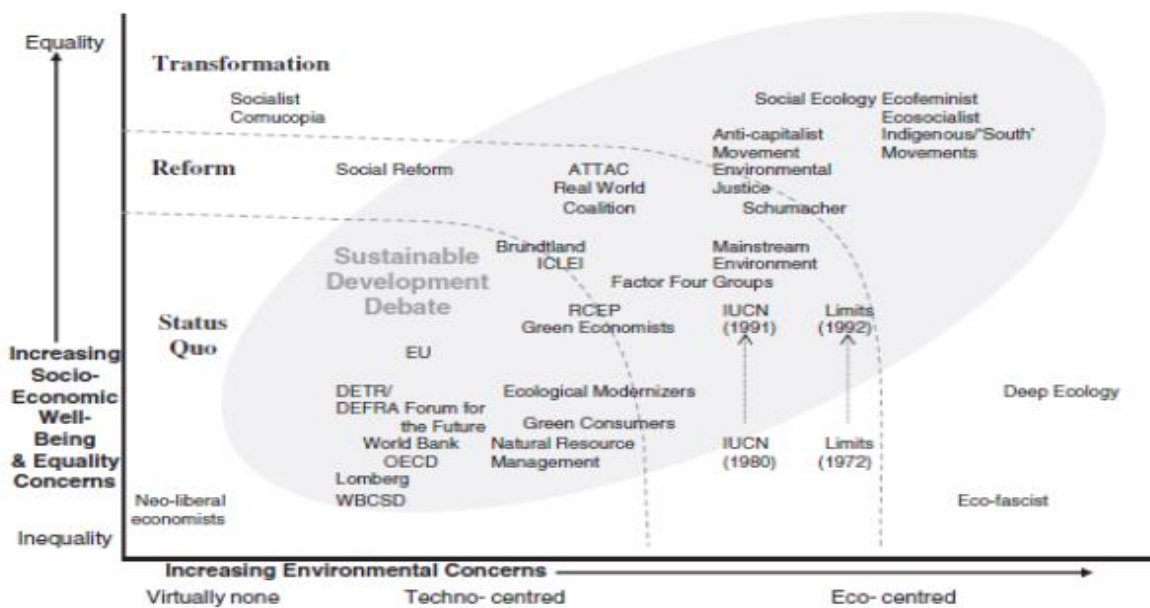 Equality
Transformation
Socialist
Cornucopia
Social Ecology Ecofeminist
Ecosocialist
Anti-capitalist
Movement
Indigenous/'South'
Movements
Reform
Social Reform
ATTAC
Real World
Coalition
Environmental
Justice
Schumacher
Sustainable
Development
Debate
Brundtland
ICLEI
Mainstream
Environment
Factor Four Groups
Status
Quo
RCEP
Green Economists
IUCN
(1991)
Limits
(1992)
EU
Increasing
Socio-
Economic
Well-
Being
& Equality
Concerns
DETR/
DEFRA Forum for
the Future
Ecological Modernizers
Deep Ecology
Green Consumers
World Bank
OECD
Natural Resource
Management
IUCN
(1980)
Limits
(1972)
Lomberg
WBCSD
Neo-liberal
economists
Eco-fascist
Inequality
Increasing Environmental Concerns
Virtually none
Techno- centred
Eco- centred